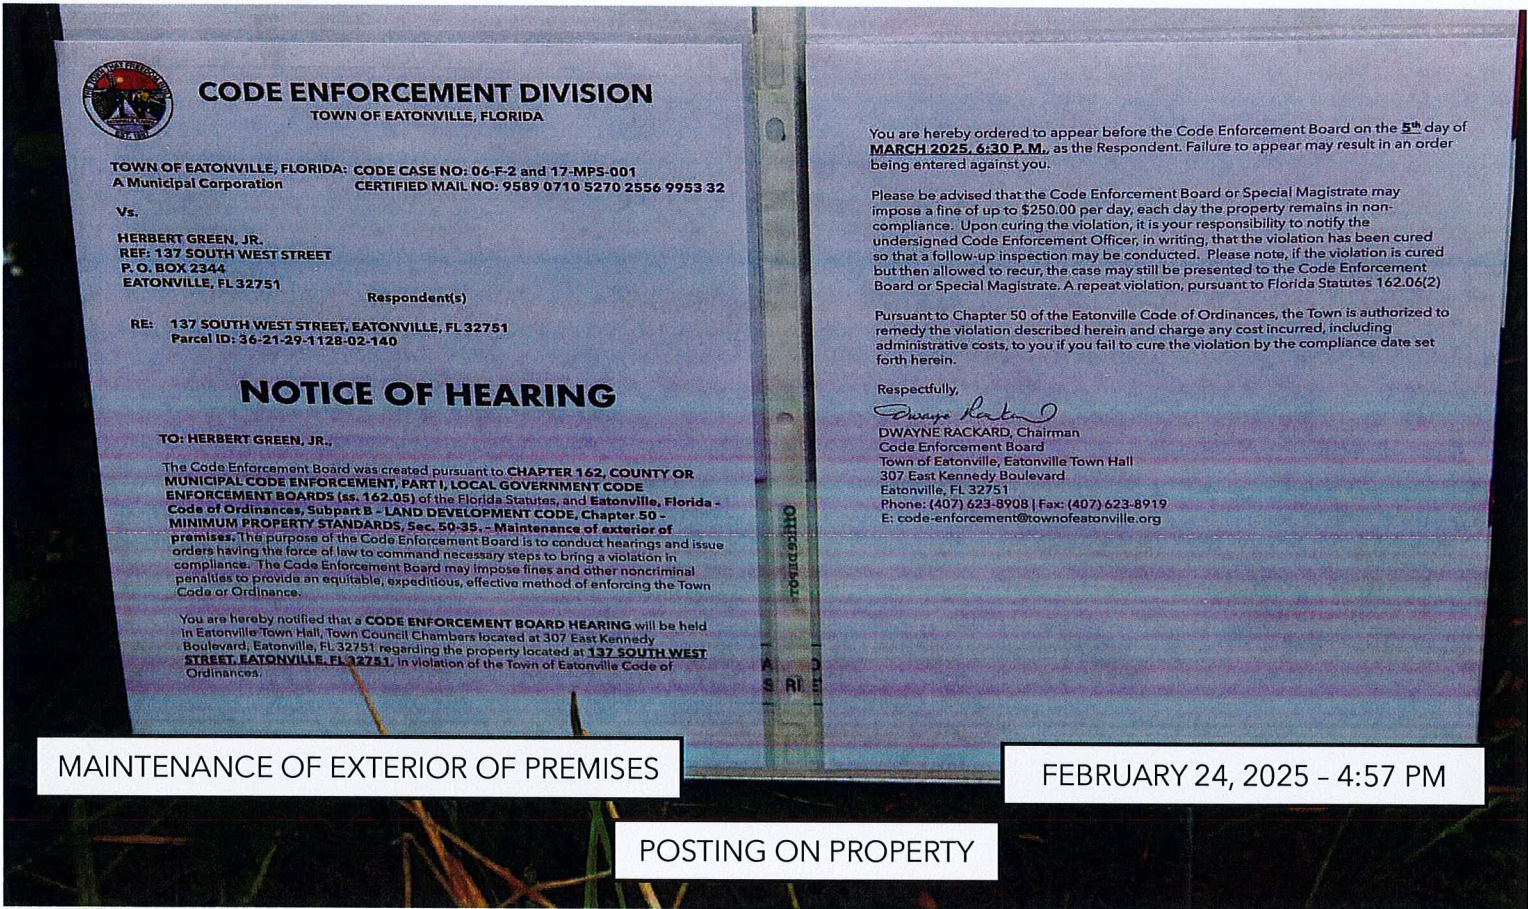 THE TOWN THAT FREEDOM BUILT
EST. 1887
CODE ENFORCEMENT DIVISION
TOWN OF EATONVILLE, FLORIDA
TOWN OF EATONVILLE, FLORIDA: CODE CASE NO: 06-F-2 and 17-MPS-001
A Municipal Corporation CERTIFIED MAIL NO: 9589 0710 5270 2556 9953 32
Vs.
HERBERT GREEN, JR.
REF: 137 SOUTH WEST STREET
P. O. BOX 2344
EATONVILLE, FL 32751
Respondent(s)
RE: 137 SOUTH WEST STREET, EATONVILLE, FL 32751
Parcel ID: 36-21-29-1128-02-140
NOTICE OF HEARING
TO: HERBERT GREEN, JR.,
The Code Enforcement Board was created pursuant to CHAPTER 162, COUNTY OR
MUNICIPAL CODE ENFORCEMENT, PART I, LOCAL GOVERNMENT CODE
ENFORCEMENT BOARDS (ss. 162.05) of the Florida Statutes, and Eatonville, Florida -
Code of Ordinances, Subpart B - LAND DEVELOPMENT CODE, Chapter 50 -
MINIMUM PROPERTY STANDARDS, Sec. 50-35. - Maintenance of exterior of
premises. The purpose of the Code Enforcement Board is to conduct hearings and issue
orders having the force of law to command necessary steps to bring a violation in
compliance. The Code Enforcement Board may impose fines and other noncriminal
penalties to provide an equitable, expeditious, effective method of enforcing the Town
Code or Ordinance.
You are hereby notified that a CODE ENFORCEMENT BOARD HEARING will be held
in Eatonville Town Hall, Town Council Chambers located at 307 East Kennedy
Boulevard, Eatonville, FL 32751 regarding the property located at 137 SOUTH WEST
STREET, EATONVILLE, FL 32751, in violation of the Town of Eatonville Code of
Ordinances.
Office DEPOT
You are hereby ordered to appear before the Code Enforcement Board on the 5th day of
MARCH 2025, 6:30 P. M., as the Respondent. Failure to appear may result in an order
being entered against you.
Please be advised that the Code Enforcement Board or Special Magistrate may
impose a fine of up to $250.00 per day, each day the property remains in non-
compliance. Upon curing the violation, it is your responsibility to notify the
undersigned Code Enforcement Officer, in writing, that the violation has been cured
so that a follow-up inspection may be conducted. Please note, if the violation is cured
but then allowed to recur, the case may still be presented to the Code Enforcement
Board or Special Magistrate. A repeat violation, pursuant to Florida Statutes 162.06(2)
Pursuant to Chapter 50 of the Eatonville Code of Ordinances, the Town is authorized to
remedy the violation described herein and charge any cost incurred, including
administrative costs, to you if you fail to cure the violation by the compliance date set
forth herein.
Respectfully,
Dwayne Rackard
DWAYNE RACKARD, Chairman
Code Enforcement Board
Town of Eatonville, Eatonville Town Hall
307 East Kennedy Boulevard
Eatonville, FL 32751
Phone: (407) 623-8908 | Fax: (407) 623-8919
E: code-enforcement@townofeatonville.org
MAINTENANCE OF EXTERIOR OF PREMISES
FEBRUARY 24, 2025 – 4:57 PM
POSTING ON PROPERTY